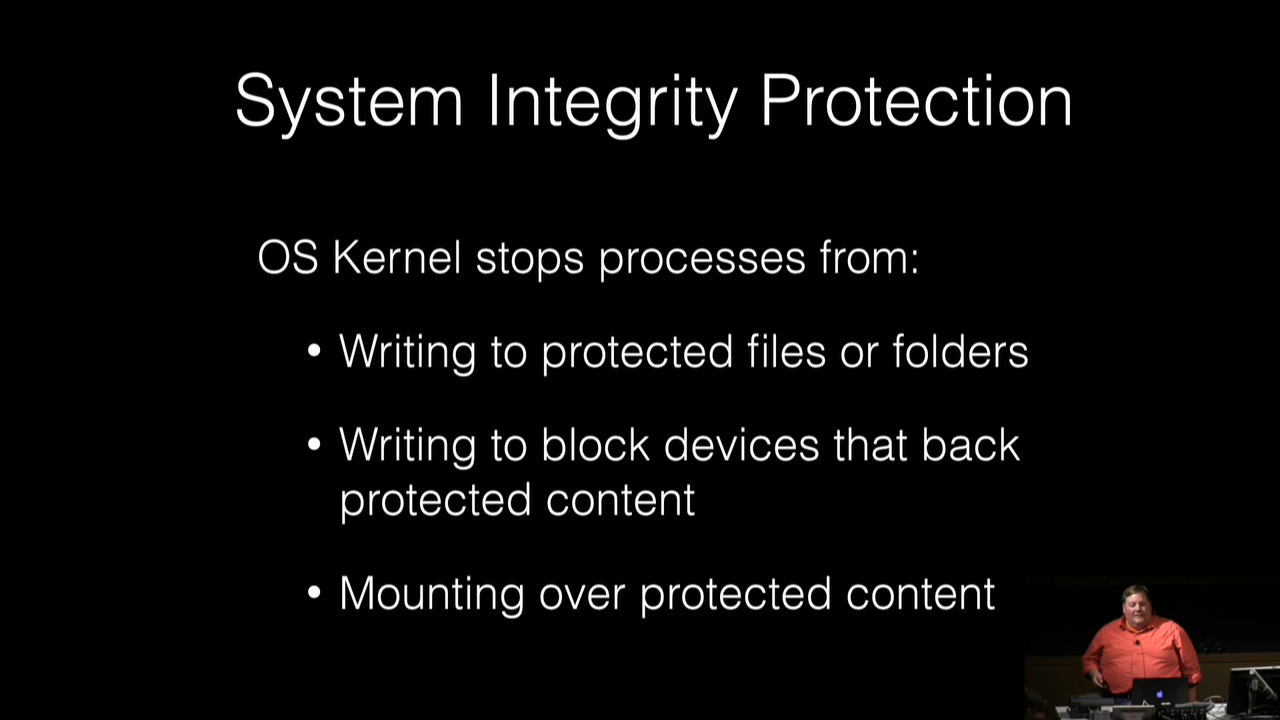 System Integrity Protection
OS Kernel stops processes from:
• Writing to protected files or folders
• Writing to block devices that back
protected content
• Mounting over protected content